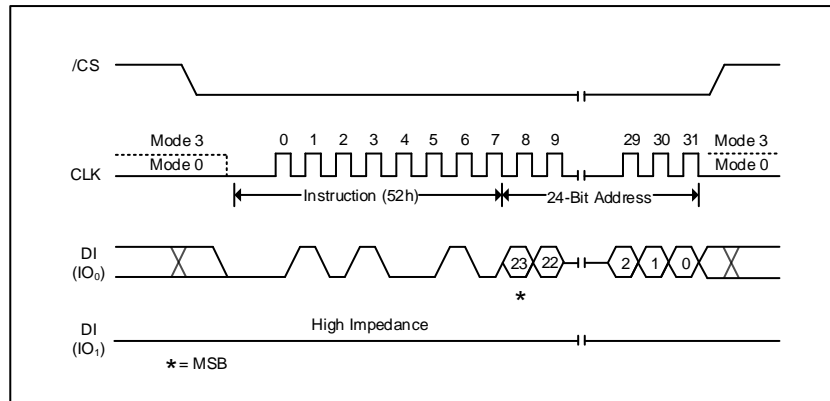 /CS
0 1 2 3 4 5 6 7 8 9 29 30 31
Mode 3 Mode 3
Mode 0 Mode 0
CLK
Instruction (52h) 24-Bit Address
DI
(IO0)
23 22 2 1 0
*
High Impedance
DI
(IO1)
* = MSB